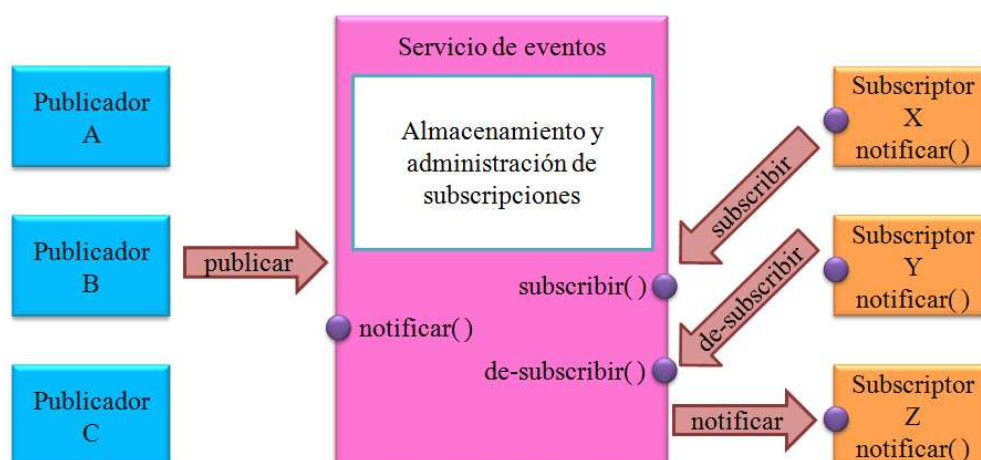 Publicador
A
Publicador
B
Publicador
C
publicar
Servicio de eventos
Almacenamiento y
administración de
subscripciones
subscribir( )
notificar( )
de-subscribir( )
subscribir
de-subscribir
notificar
Subscriptor
X
notificar( )
Subscriptor
Y
notificar( )
Subscriptor
Z
notificar( )